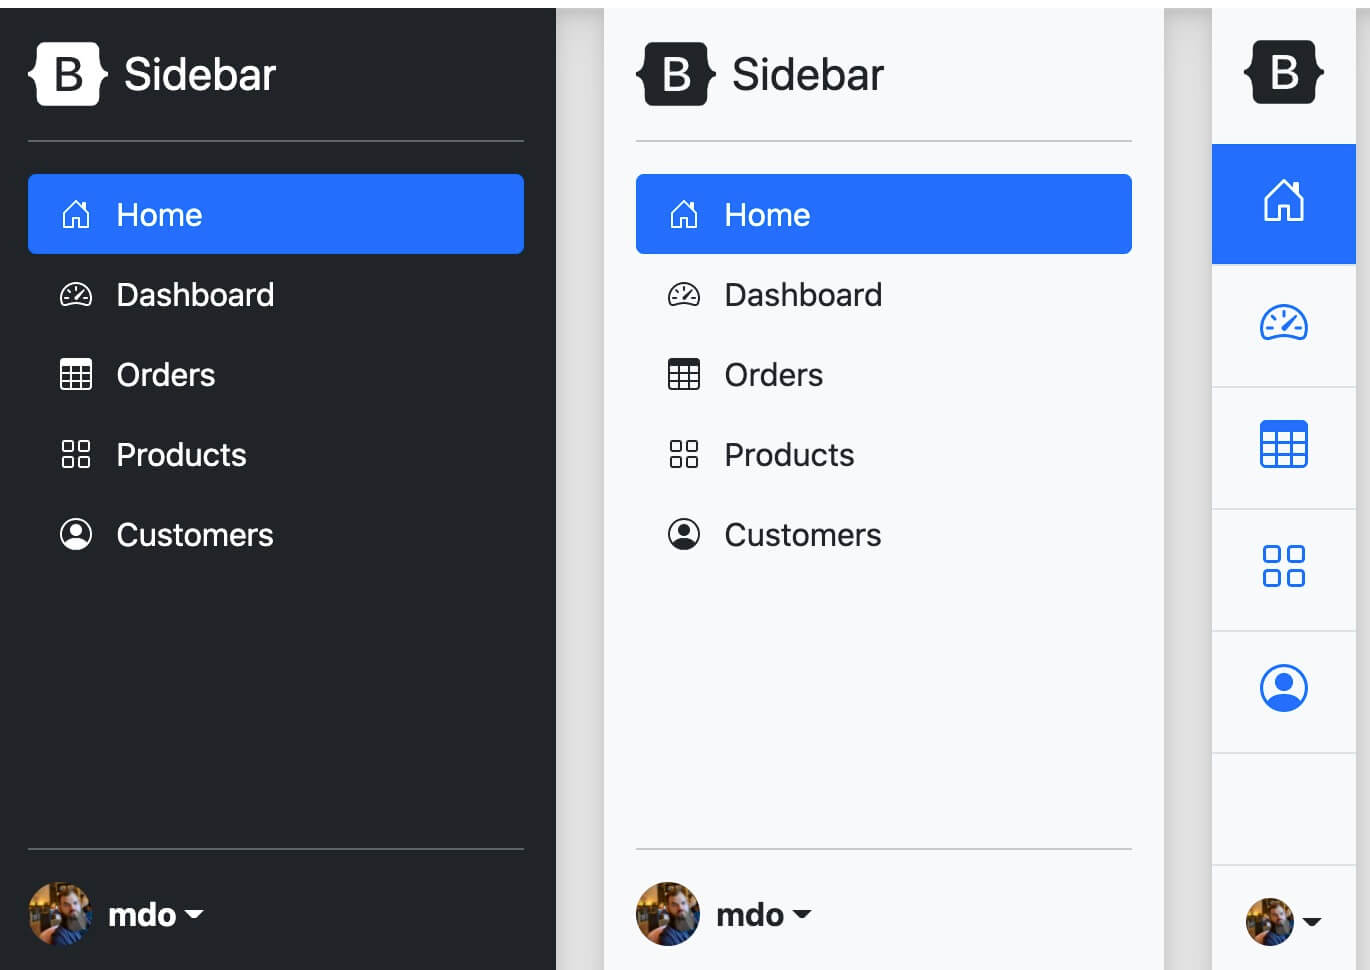 B Sidebar
Home
Dashboard
Orders
Products
Customers
mdo
B Sidebar
Home
Dashboard
Orders
Products
Customers
mdo
B